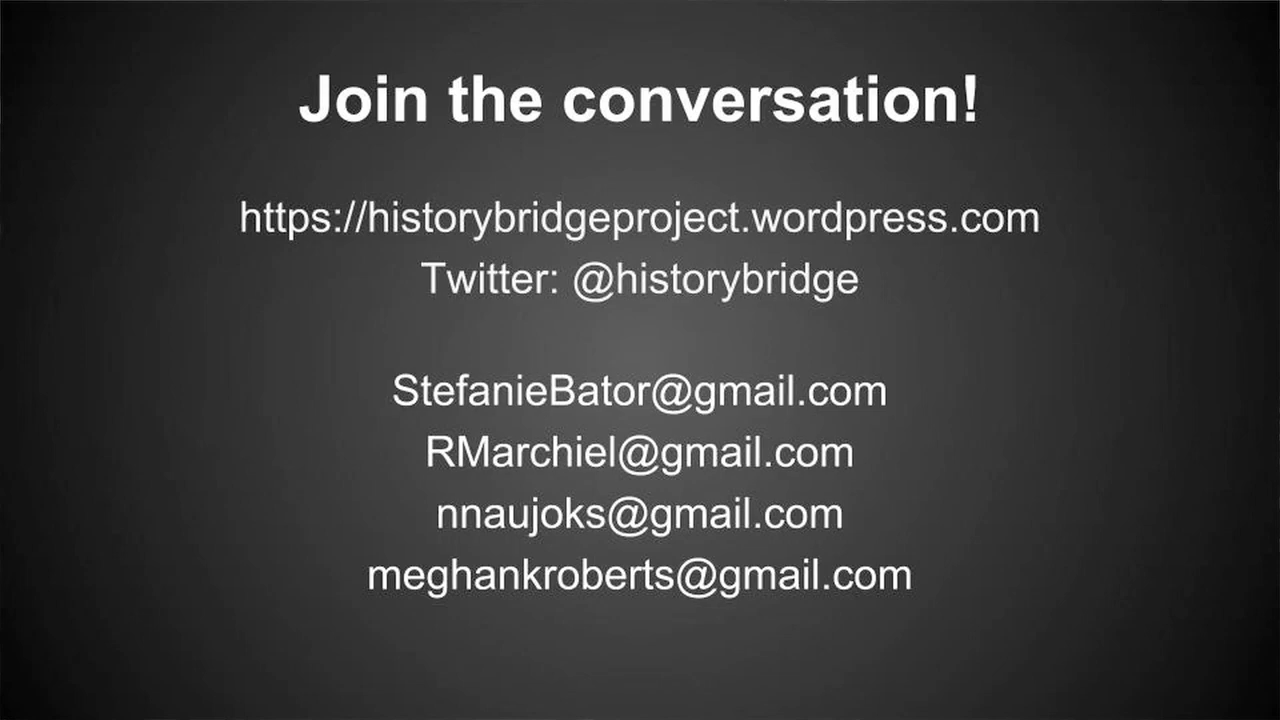 Join the conversation!
https://historybridgeproject.wordpress.com
Twitter: @historybridge
StefanieBator@gmail.com
RMarchiel@gmail.com
nnaujoks@gmail.com
meghankroberts@gmail.com